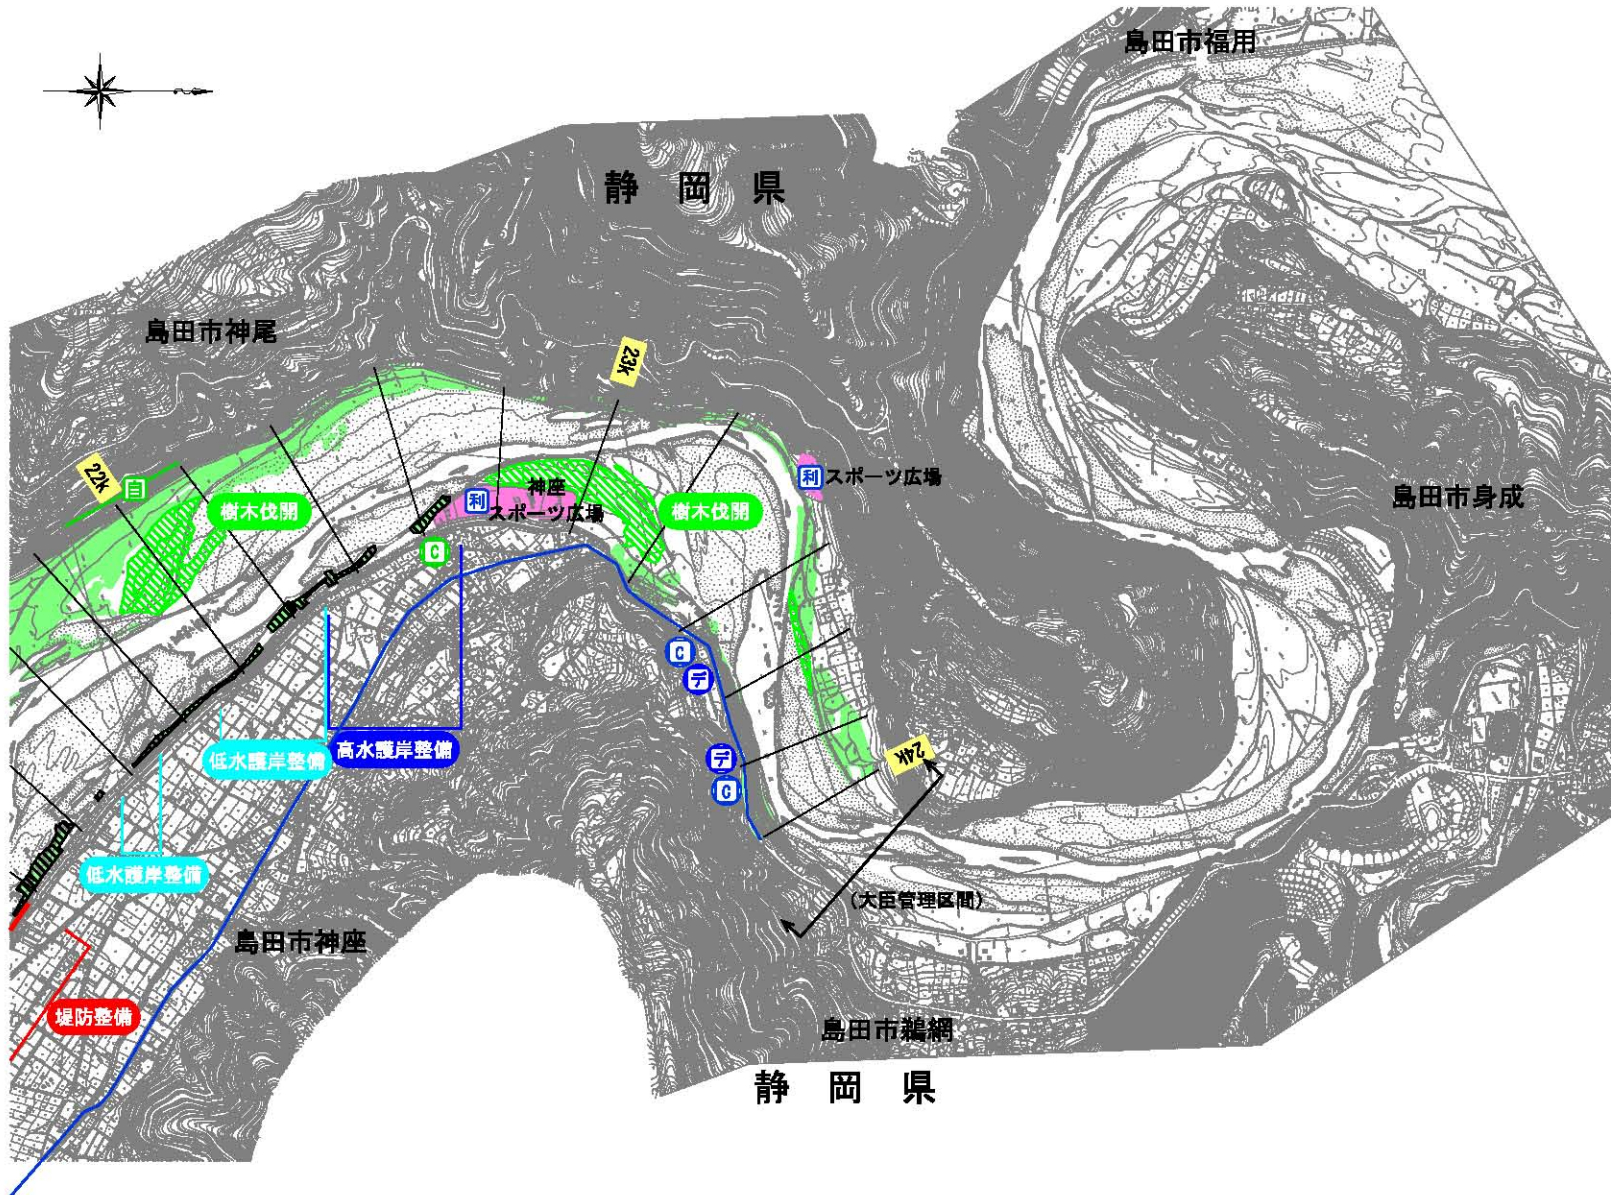 島田市福用
静岡県
島田市神尾
23k
22k
自
樹木伐開
利
神座
スポーツ広場
樹木伐開
利
スポーツ広場
島田市身成
C
C
デ
デ
C
低水護岸整備
高水護岸整備
24k
低水護岸整備
(大臣管理区間)
島田市神座
堤防整備
島田市鵜網
静岡県